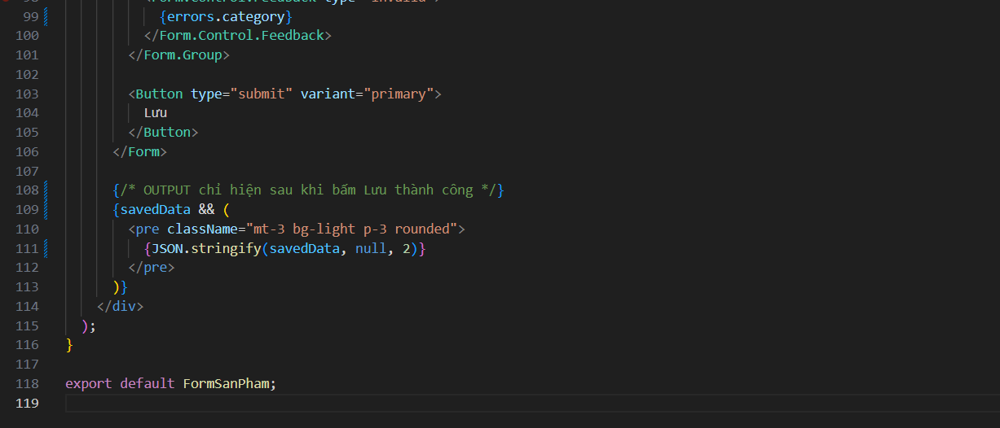 99 {errors.category}
100 </Form.Control.Feedback>
101 </Form.Group>
102
103 <Button type="submit" variant="primary">
104 Lưu
105 </Button>
106 </Form>
107
108 {/* OUTPUT chỉ hiện sau khi bấm Lưu thành công */}
109 {savedData && (
110 <pre className="mt-3 bg-light p-3 rounded">
111 {JSON.stringify(savedData, null, 2)}
112 </pre>
113 )}
114 </div>
115 );
116 }
117
118 export default FormSanPham;
119